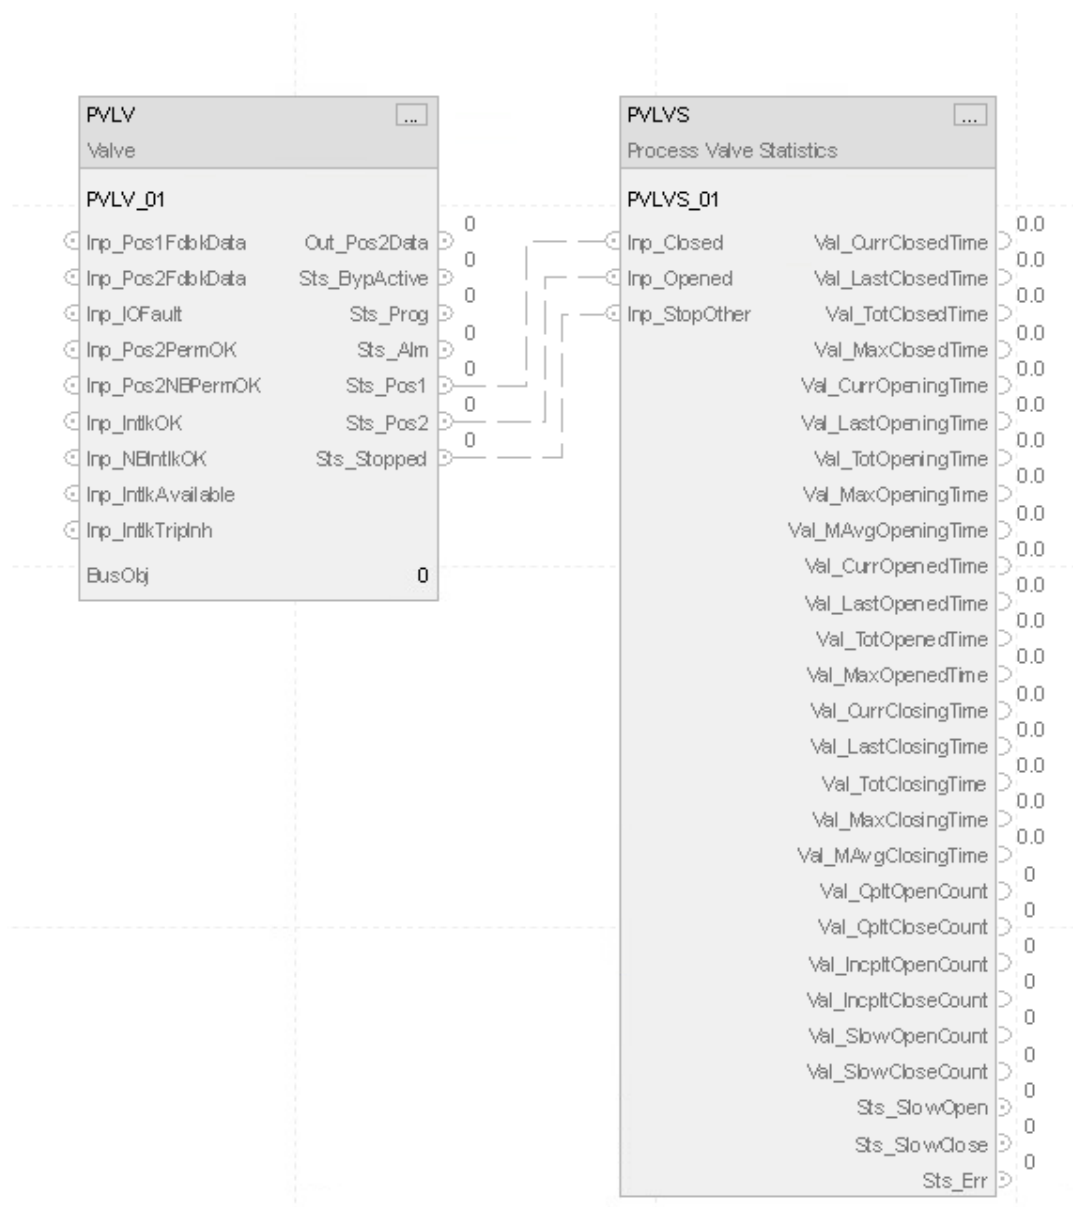 PVLV
...
Valve
PVLV_01
Inp_Pos1FdbkData
Inp_Pos2FdbkData
Inp_IOFault
Inp_Pos2PermOK
Inp_Pos2NBPermOK
Inp_IntlkOK
Inp_NBIntlkOK
Inp_IntlkAvailable
Inp_IntlkTripInh
Out_Pos2Data
0
Sts_BypActive
0
Sts_Prog
0
Sts_Alm
0
Sts_Pos1
0
Sts_Pos2
0
Sts_Stopped
0
BusObj
0
PVLVS
...
Process Valve Statistics
PVLVS_01
Inp_Closed
Inp_Opened
Inp_StopOther
Val_CurrClosedTime
0.0
Val_LastClosedTime
0.0
Val_TotClosedTime
0.0
Val_MaxClosedTime
0.0
Val_CurrOpeningTime
0.0
Val_LastOpeningTime
0.0
Val_TotOpeningTime
0.0
Val_MaxOpeningTime
0.0
Val_MAvgOpeningTime
0.0
Val_CurrOpenedTime
0.0
Val_LastOpenedTime
0.0
Val_TotOpenedTime
0.0
Val_MaxOpenedTime
0.0
Val_CurrClosingTime
0.0
Val_LastClosingTime
0.0
Val_TotClosingTime
0.0
Val_MaxClosingTime
0.0
Val_MAvgClosingTime
0.0
Val_CpltOpenCount
0
Val_CpltCloseCount
0
Val_IncpltOpenCount
0
Val_IncpltCloseCount
0
Val_SlowOpenCount
0
Val_SlowCloseCount
0
Sts_SlowOpen
0
Sts_SlowClose
0
Sts_Err
0